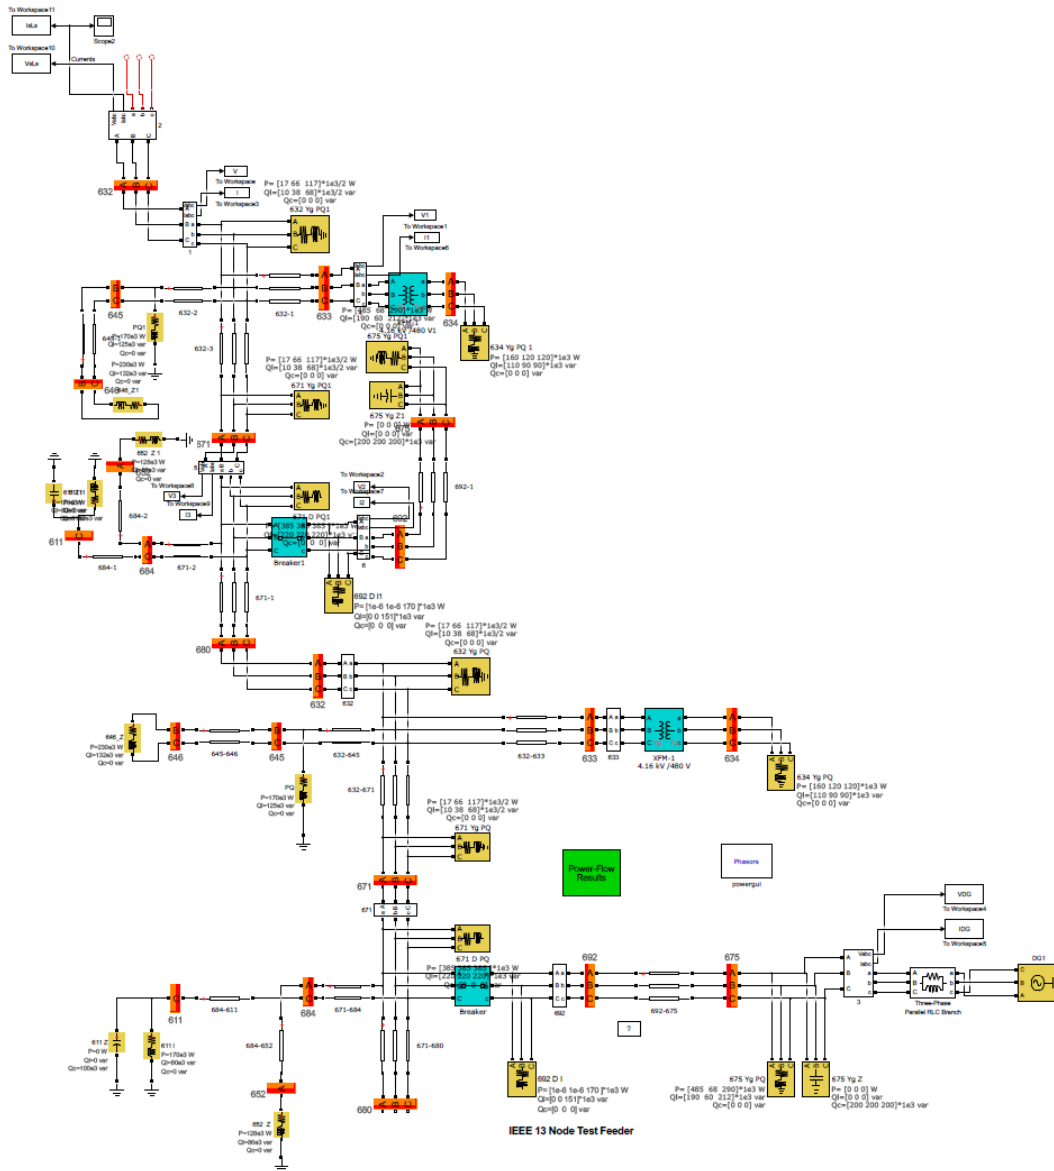 To Workspace11
IsLs
Scope2
To Workspace10
VsLs
Currents
Vabc
Iabc
a
b
c
A
B
C
2
632
A
B
C
V
To Workspace
I
To Workspace3
1
P= [17 66 117]*1e3/2 W
Ql=[10 38 68]*1e3/2 var
Qc=[0 0 0] var
632 Yg PQ1
V1
To Workspace1
I1
To Workspace6
645
632-2
632-1
633
4.16 kV /480 V1
634
634 Yg PQ 1
P= [160 120 120]*1e3 W
Ql=[110 90 90]*1e3 var
Qc=[0 0 0] var
PQ1
P=170e3 W
Ql=125e3 var
Qc=0 var
P=230e3 W
Ql=132e3 var
Qc=0 var
632-3
675 Yg PQ1
P= [17 66 117]*1e3/2 W
Ql=[10 38 68]*1e3/2 var
Qc=[0 0 0] var
671 Yg PQ1
675 Yg Z1
P= [0 0 0] W
Ql=[0 0 0] var
Qc=[200 200 200]*1e3 var
671
652 Z1
P=128e3 W
To Workspace8
V3
To Workspace9
I3
To Workspace2
V2
To Workspace7
I2
692-1
684-2
611
684-1
684
671-2
671 D PQ1
Breaker1
6
692 D I1
P= [1e-6 1e-6 170]*1e3 W
Ql=[0 0 151]*1e3 var
Qc=[0 0 0] var
671-1
680
P= [17 66 117]*1e3/2 W
Ql=[10 38 68]*1e3/2 var
Qc=[0 0 0] var
632 Yg PQ
632
632
646_Z
P=230e3 W
Ql=132e3 var
Qc=0 var
646
645-646
645
632-645
632-633
633
633
XFM-1
4.16 kV /480 V
634
634 Yg PQ
P= [160 120 120]*1e3 W
Ql=[110 90 90]*1e3 var
Qc=[0 0 0] var
PQ
P=170e3 W
Ql=125e3 var
Qc=0 var
632-671
P= [17 66 117]*1e3/2 W
Ql=[10 38 68]*1e3/2 var
Qc=[0 0 0] var
671 Yg PQ
671
671
Power-Flow
Results
Phasors
powergui
VDG
To Workspace4
IDG
To Workspace5
671 D PQ
Breaker
692
692
692-675
675
3
Three-Phase
Parallel RLC Branch
DG1
?
611
684-611
684
671-684
611 Z
P=0 W
Ql=0 var
Qc=100e3 var
611 I
P=170e3 W
Ql=80e3 var
Qc=0 var
684-652
652
652 Z
P=128e3 W
Ql=86e3 var
Qc=0 var
671-680
680
692 D I
P= [1e-6 1e-6 170]*1e3 W
Ql=[0 0 151]*1e3 var
Qc=[0 0 0] var
675 Yg PQ
P= [485 68 290]*1e3 W
Ql=[190 60 212]*1e3 var
Qc=[0 0 0] var
675 Yg Z
P= [0 0 0] W
Ql=[0 0 0] var
Qc=[200 200 200]*1e3 var
IEEE 13 Node Test Feeder